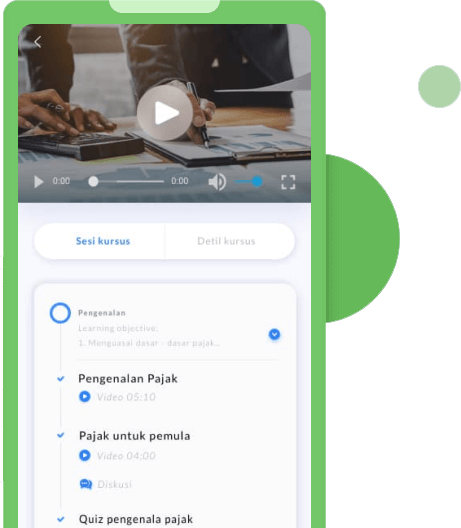 0:00
0:00
Sesi kursus
Detil kursus
Pengenalan
Learning objective:
1. Menguasai dasar - dasar pajak...
Pengenalan Pajak
Video 05:10
Pajak untuk pemula
Video 04:00
Diskusi
Quiz pengenala pajak